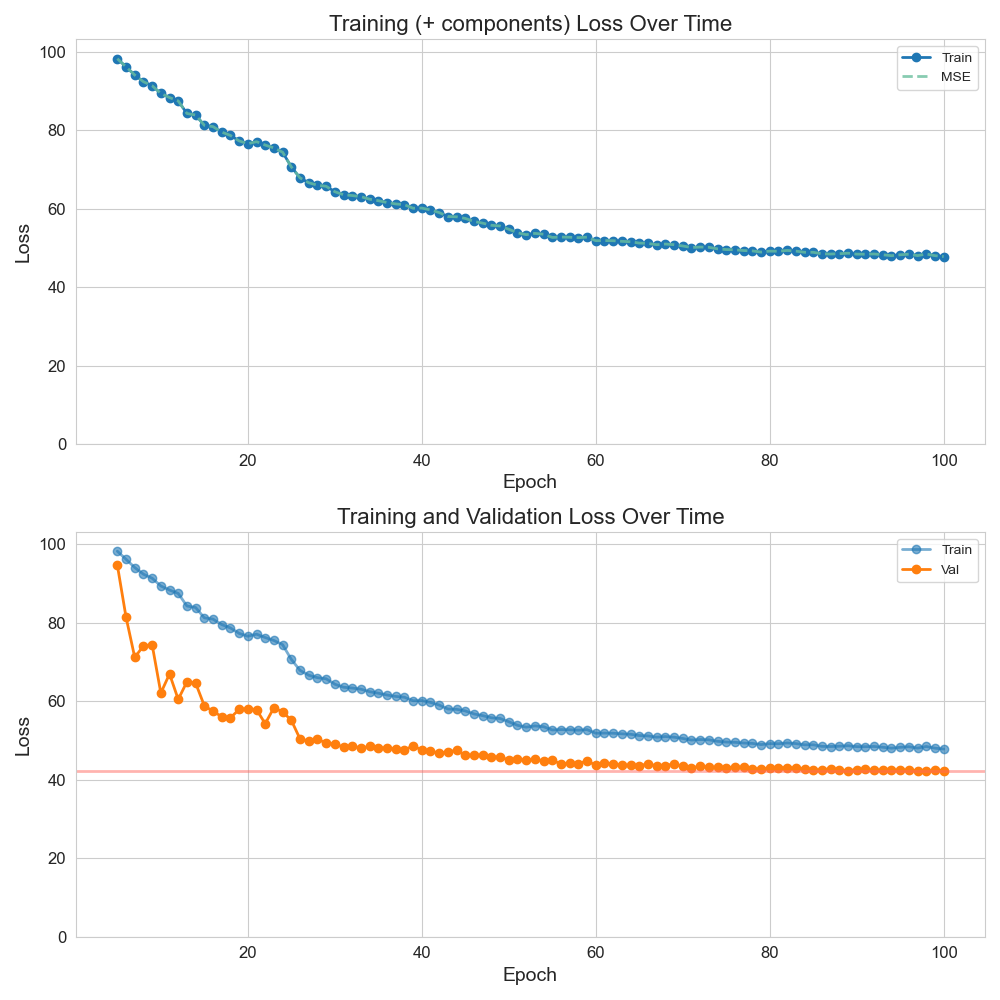 Training (+ components) Loss Over Time
Train
MSE
Loss
100
80
60
40
20
0
20 40 60 80 100
Epoch
Training and Validation Loss Over Time
Train
Val
Loss
100
80
60
40
20
0
20 40 60 80 100
Epoch